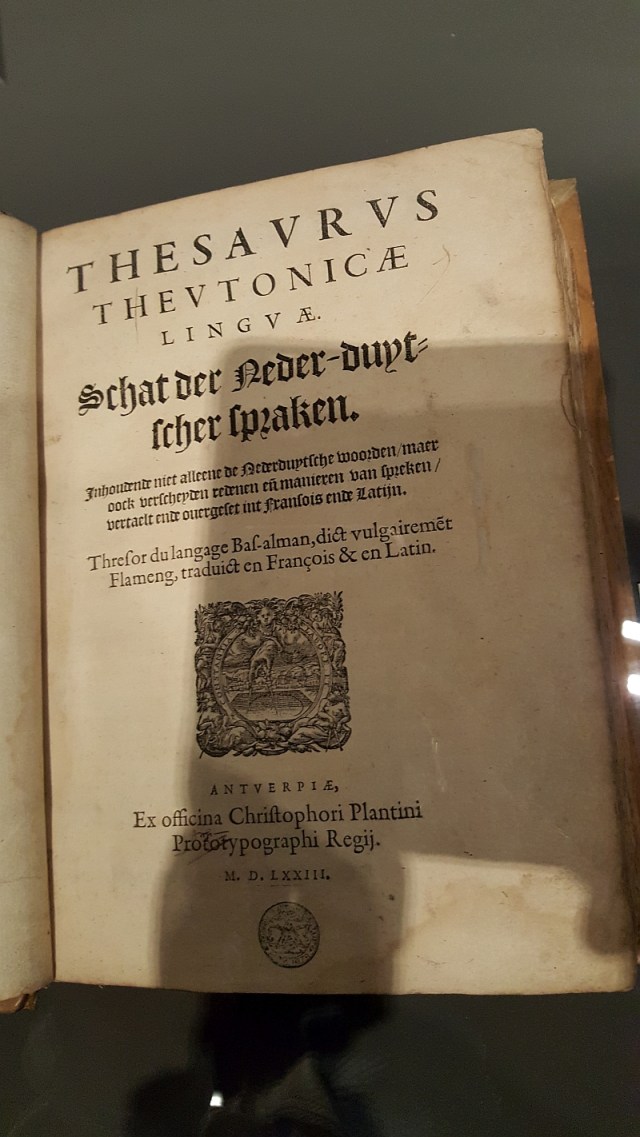 THESAVRVS
THEVTONICÆ
LINGVÆ.
Schat der Neder-duyt=
scher spraken.
Inhoudende niet alleene de Nederduytsche woorden/maer
oock verscheyden redenen eñ manieren van spreken/
vertaelt ende ouergeset int Fransois ende Latijn.
Thresor du langage Bas-alman, dict vulgairemẽt
Flameng, traduict en François & en Latin.
ANTVERPIÆ,
Ex officina Christophori Plantini
Prototypographi Regij.
M. D. LXXIII.